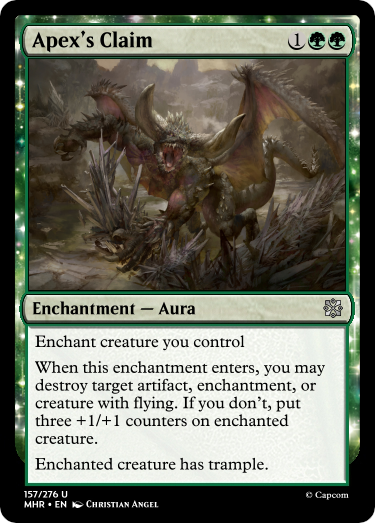 Apex's Claim 1
Enchantment — Aura
Enchant creature you control
When this enchantment enters, you may
destroy target artifact, enchantment, or
creature with flying. If you don't, put
three +1/+1 counters on enchanted
creature.
Enchanted creature has trample.
157/276 U
MHR • EN Christian Angel
© Capcom